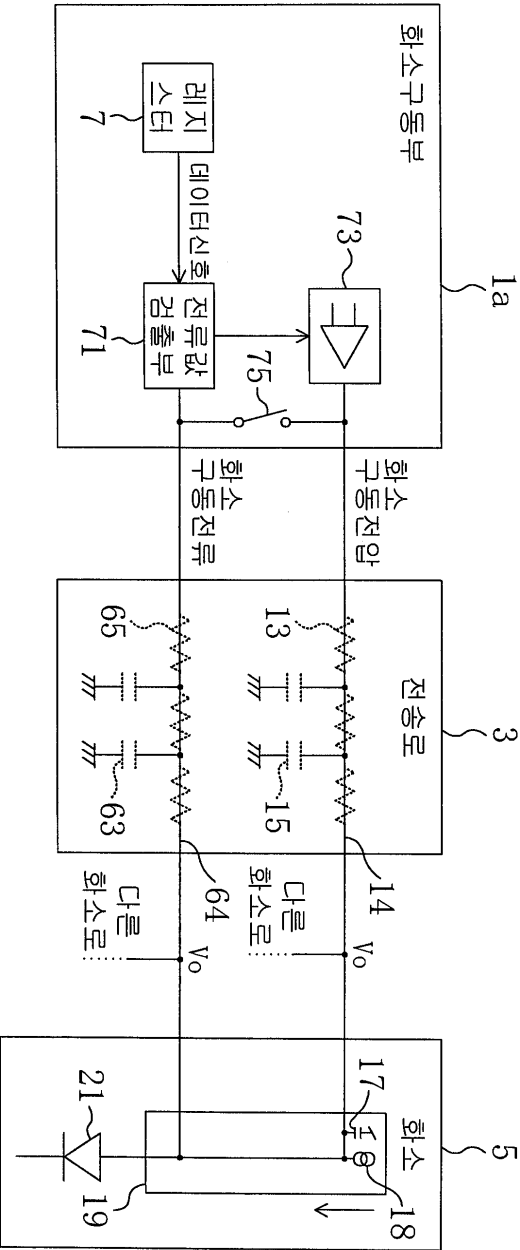 1a
화소구동부
73
레지
스터
7
데이터신호
전류값
검출부
71
75
화소
구동전압
화소
구동전류
3
전송로
13
15
14
65
63
64
다른
화소로
Vo
다른
화소로
Vo
5
화소
17
18
19
21